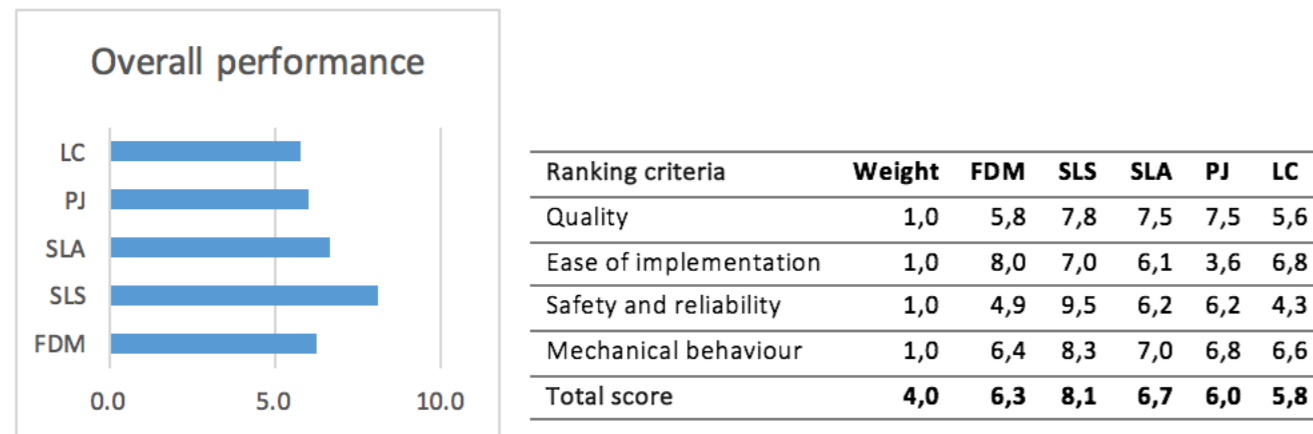 Overall performance
LC
PJ
SLA
SLS
FDM
0.0 5.0 10.0
Ranking criteria Weight FDM SLS SLA PJ LC
Quality 1,0 5,8 7,8 7,5 7,5 5,6
Ease of implementation 1,0 8,0 7,0 6,1 3,6 6,8
Safety and reliability 1,0 4,9 9,5 6,2 6,2 4,3
Mechanical behaviour 1,0 6,4 8,3 7,0 6,8 6,6
Total score 4,0 6,3 8,1 6,7 6,0 5,8